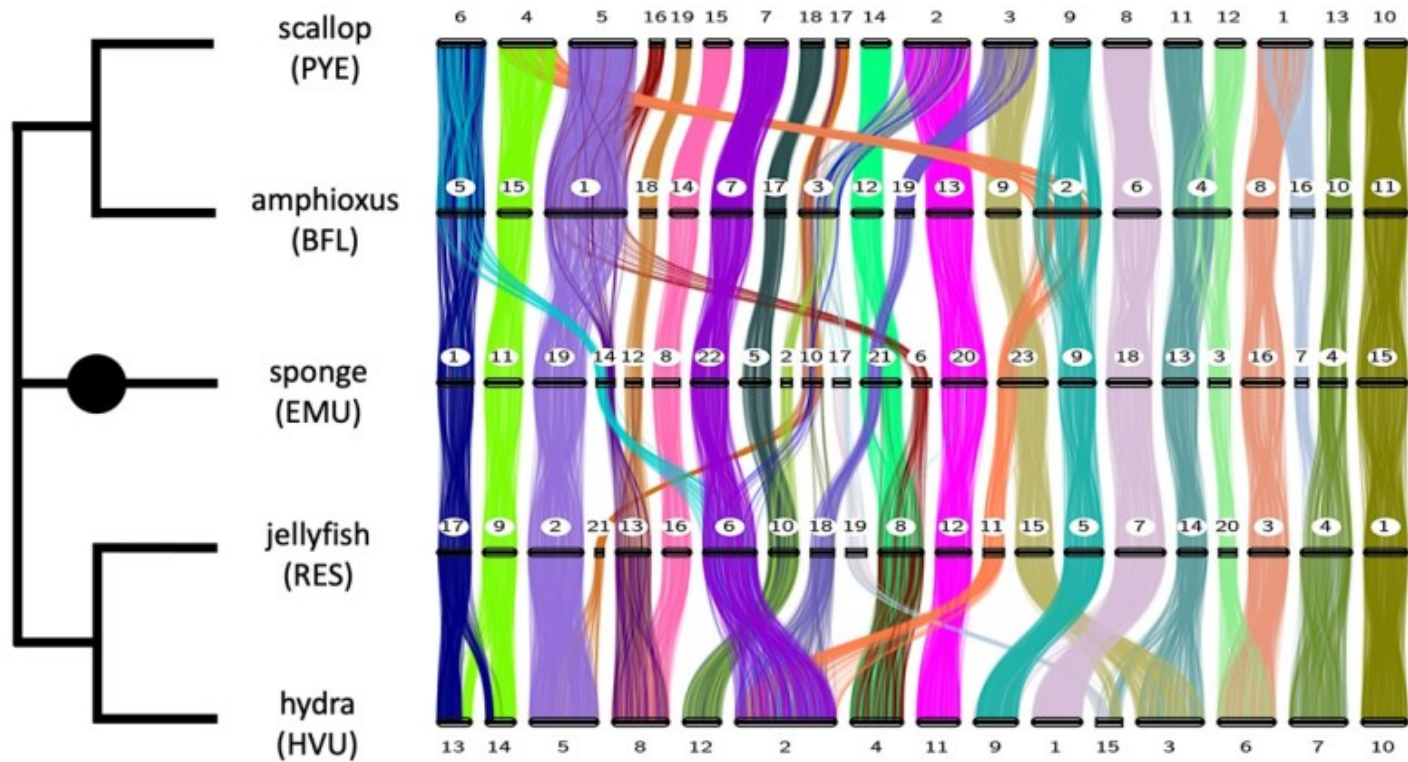 6 4 5 16 19 15 7 18 17 14 2 3 9 8 11 12 1 13 10
scallop
(PYE)
5 15 1 18 14 7 17 3 12 19 13 9 2 6 4 8 16 10 11
amphioxus
(BFL)
1 11 19 14 12 8 22 5 2 10 17 21 6 20 23 9 18 13 3 16 7 4 15
sponge
(EMU)
17 9 2 21 13 16 6 10 18 19 8 12 11 15 5 7 14 20 3 4 1
jellyfish
(RES)
hydra
(HVU)
13 14 5 8 12 2 4 11 9 1 15 3 6 7 10